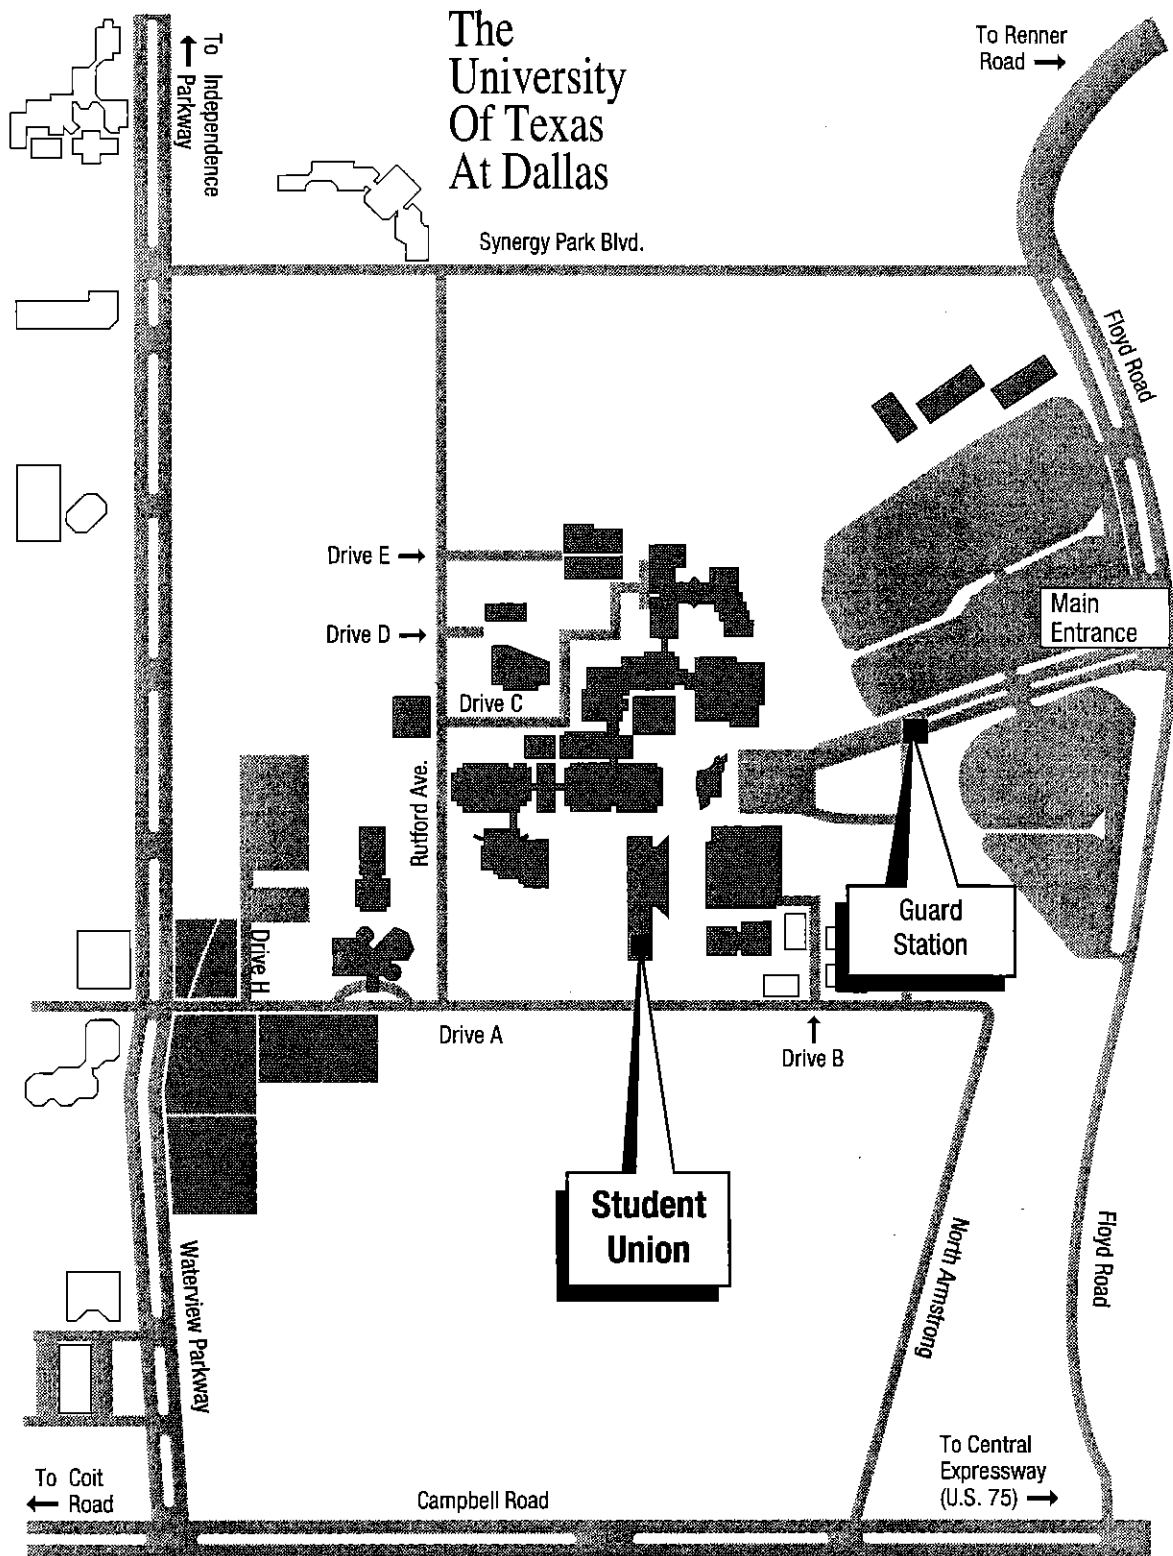 The
University
Of Texas
At Dallas
To Independence
Parkway
To Renner
Road
Synergy Park Blvd.
Floyd Road
Drive E
Main
Entrance
Drive D
Drive C
Rutford Ave.
Guard
Station
Drive H
Drive A
Drive B
Student
Union
North Armstrong
Floyd Road
Waterview Parkway
To Central
Expressway
(U.S. 75)
To Coit
Road
Campbell Road